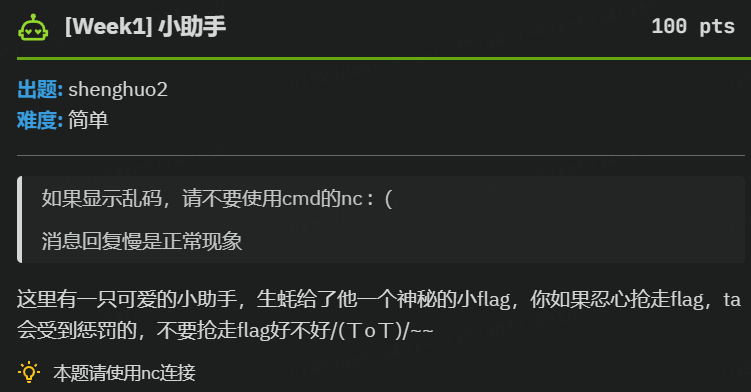 [Week1] 小助手 100 pts
出题: shenghuo2
难度: 简单
如果显示乱码，请不要使用cmd的nc：(
消息回复慢是正常现象
这里有一只可爱的小助手，生蚝给了他一个神秘的小flag，你如果忍心抢走flag，ta
会受到惩罚的，不要抢走flag好不好/(ㄒoㄒ)/~~
本题请使用nc连接